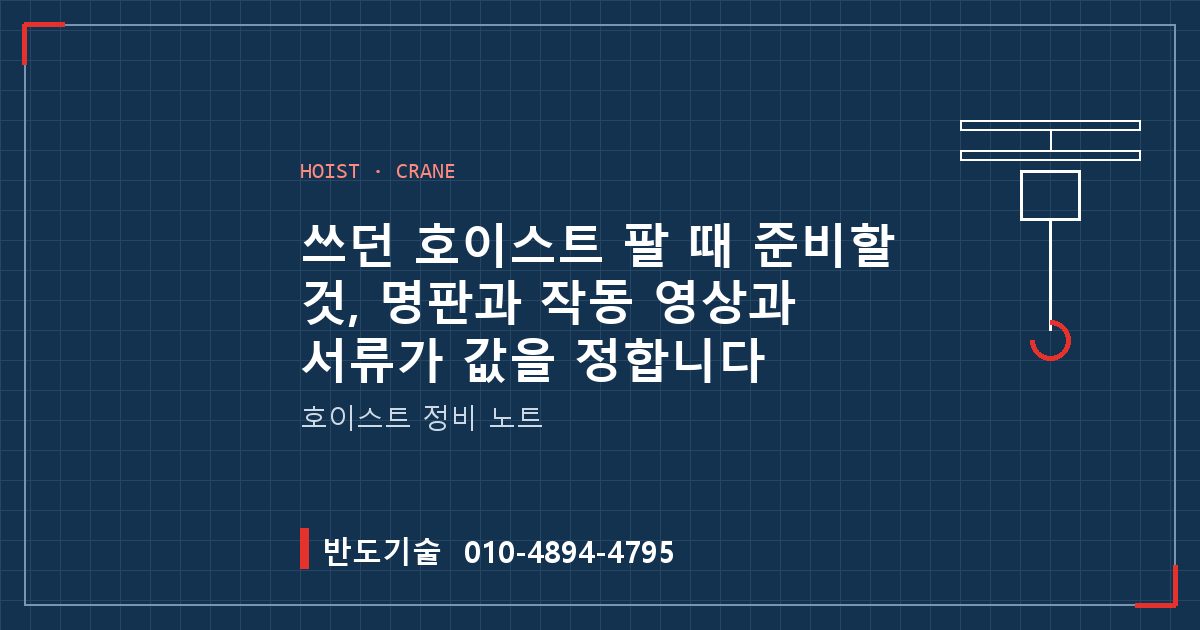 HOIST · CRANE
쓰던 호이스트 팔 때 준비할
것, 명판과 작동 영상과
서류가 값을 정합니다
호이스트 정비 노트
반도기술 010-4894-4795